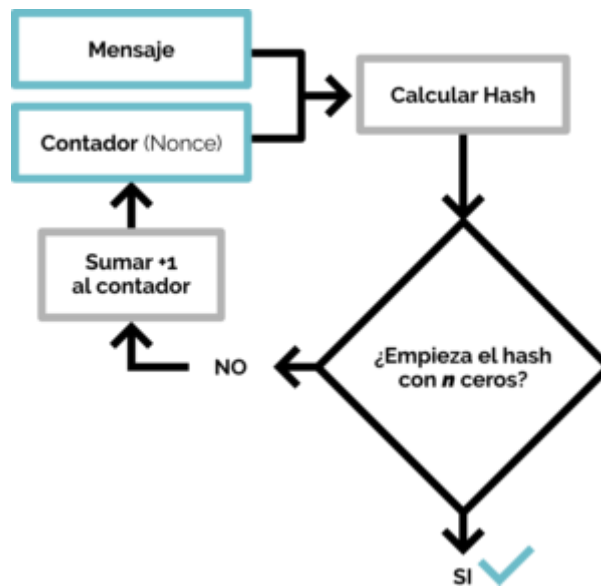 Mensaje
Contador (Nonce)
Calcular Hash
Sumar +1
al contador
¿Empieza el hash
con n ceros?
NO
SI